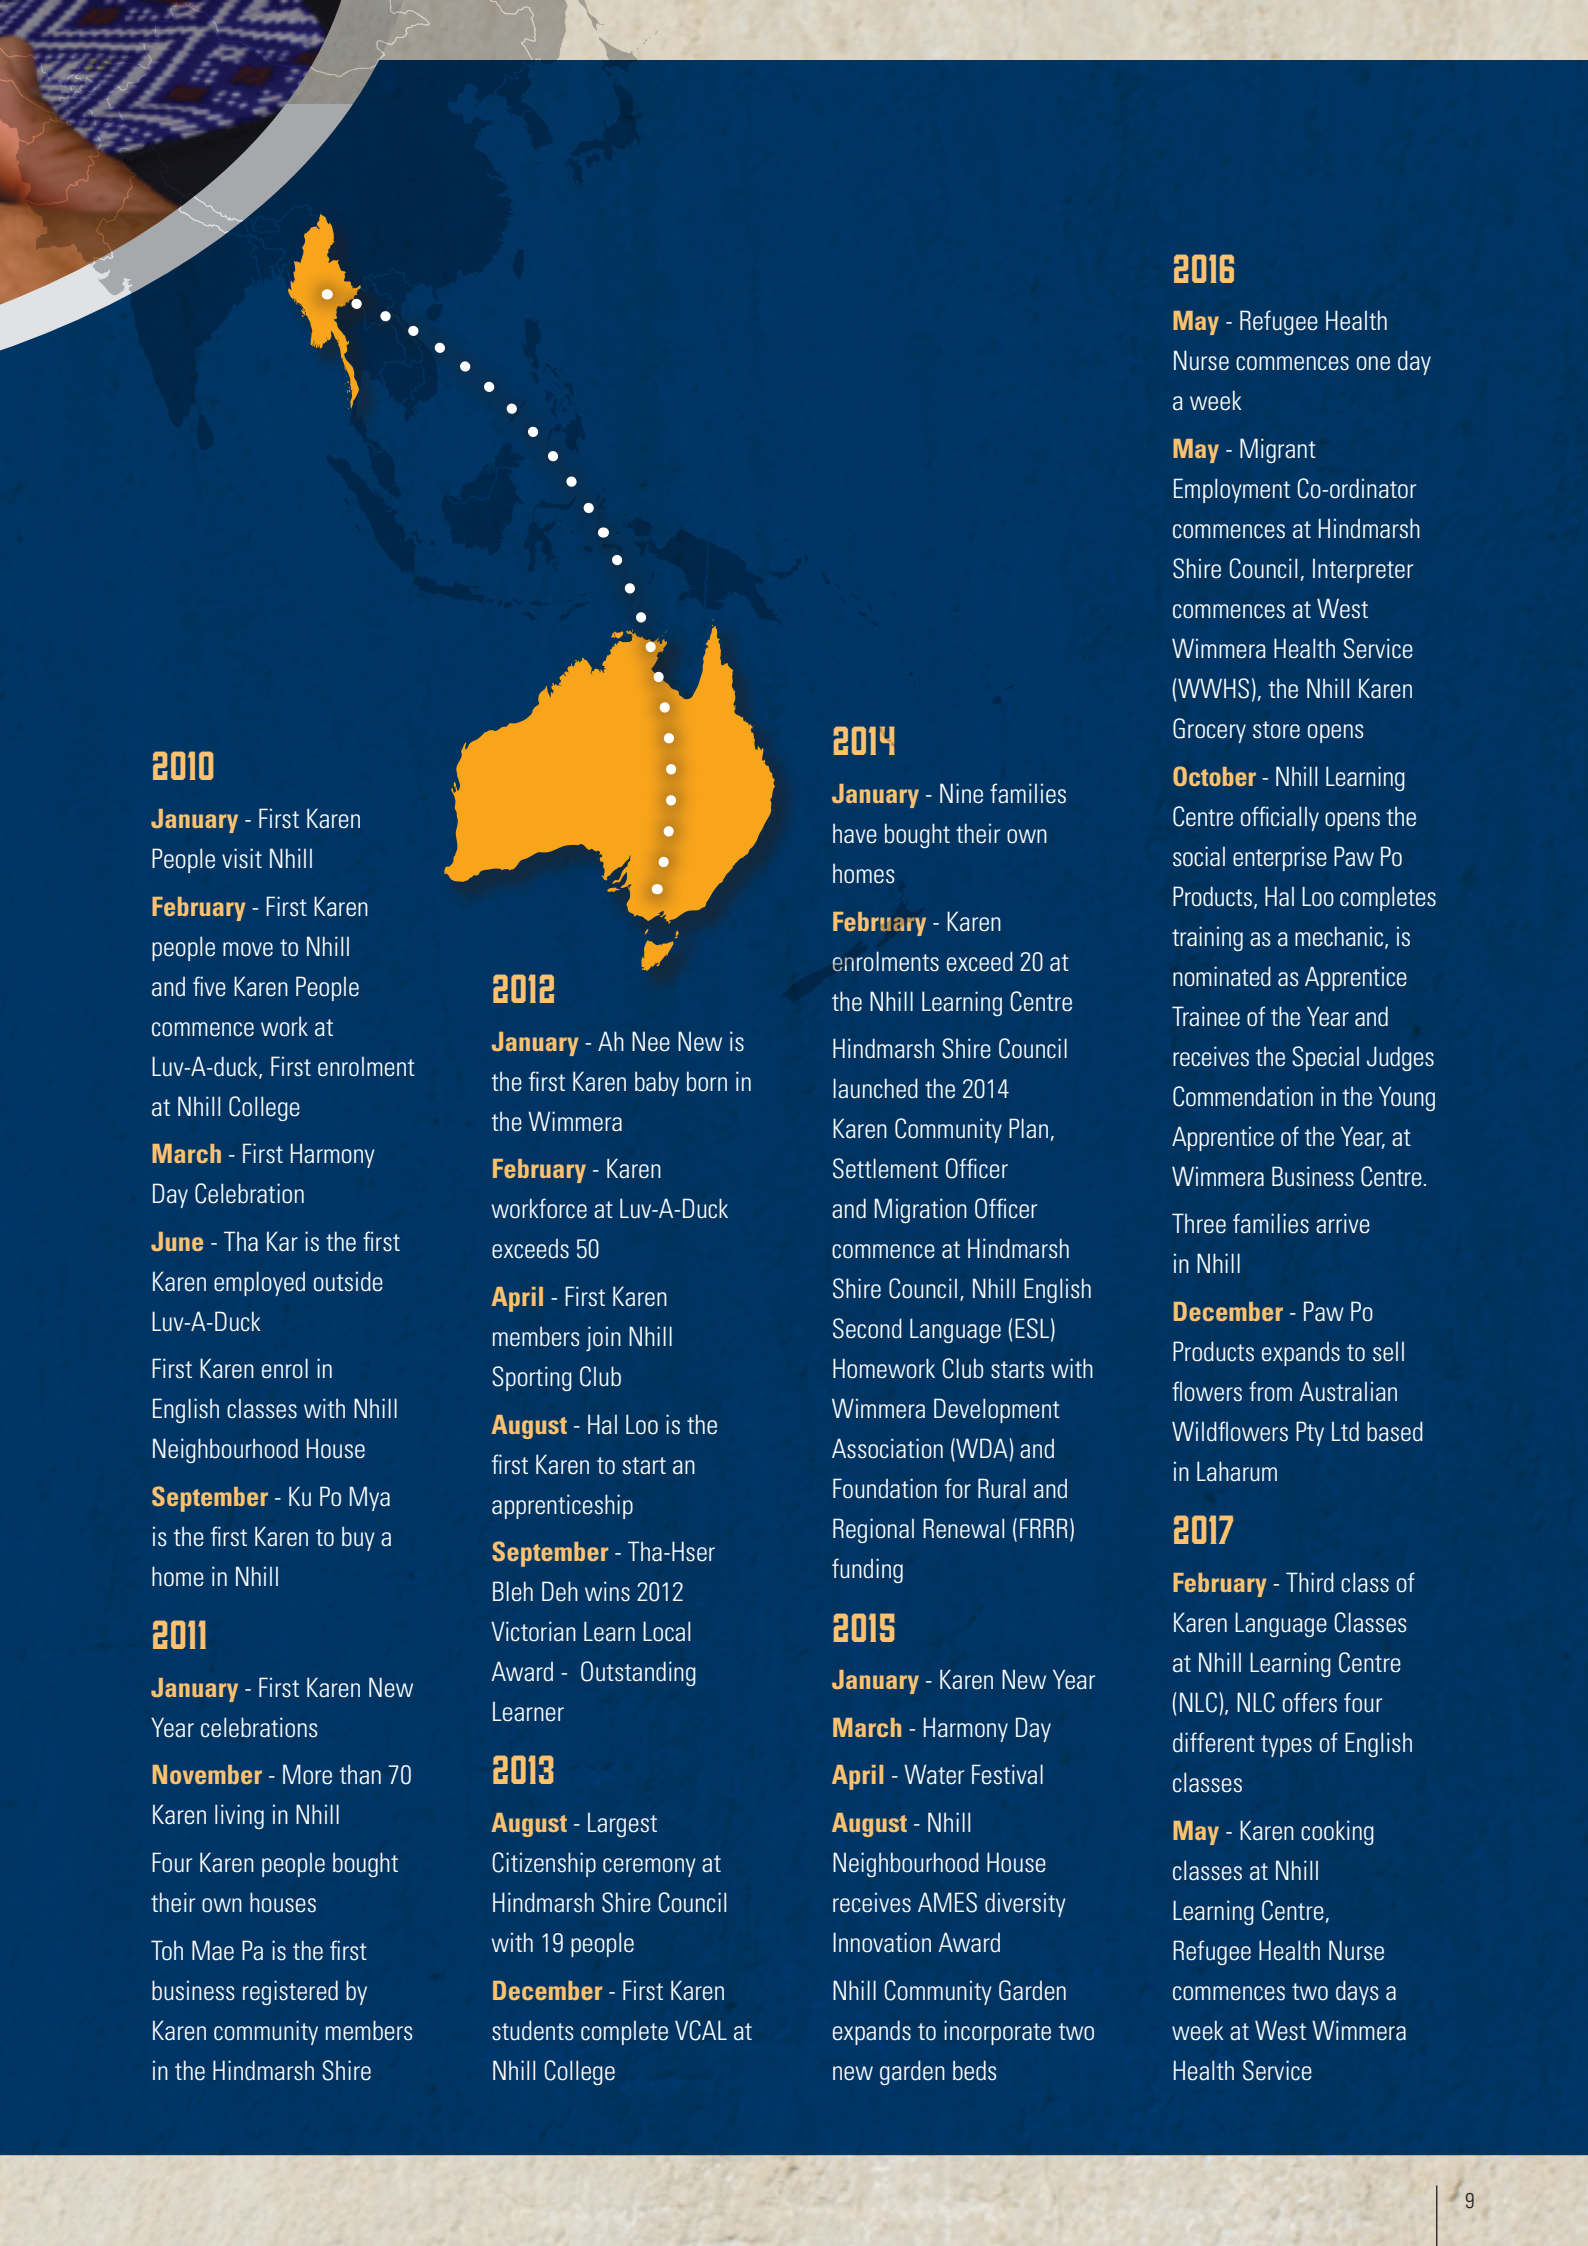 2010
January - First Karen
People visit Nhill
February - First Karen
people move to Nhill
and five Karen People
commence work at
Luv-A-duck, First enrolment
at Nhill College
March - First Harmony
Day Celebration
June - Tha Kar is the first
Karen employed outside
Luv-A-Duck
First Karen enrol in
English classes with Nhill
Neighbourhood House
September - Ku Po Mya
is the first Karen to buy a
home in Nhill
2011
January - First Karen New
Year celebrations
November - More than 70
Karen living in Nhill
Four Karen people bought
their own houses
Toh Mae Pa is the first
business registered by
Karen community members
in the Hindmarsh Shire
2012
January - Ah Nee New is
the first Karen baby born in
the Wimmera
February - Karen
workforce at Luv-A-Duck
exceeds 50
April - First Karen
members join Nhill
Sporting Club
August - Hal Loo is the
first Karen to start an
apprenticeship
September - Tha-Hser
Bleh Deh wins 2012
Victorian Learn Local
Award -  Outstanding
Learner
2013
August - Largest
Citizenship ceremony at
Hindmarsh Shire Council
with 19 people
December - First Karen
students complete VCAL at
Nhill College
2014
January - Nine families
have bought their own
homes
February - Karen
enrolments exceed 20 at
the Nhill Learning Centre
Hindmarsh Shire Council
launched the 2014
Karen Community Plan,
Settlement Officer
and Migration Officer
commence at Hindmarsh
Shire Council, Nhill English
Second Language (ESL)
Homework Club starts with
Wimmera Development
Association (WDA) and
Foundation for Rural and
Regional Renewal (FRRR)
funding
2015
January - Karen New Year
March - Harmony Day
April - Water Festival
August - Nhill
Neighbourhood House
receives AMES diversity
Innovation Award
Nhill Community Garden
expands to incorporate two
new garden beds
2016
May - Refugee Health
Nurse commences one day
a week
May - Migrant
Employment Co-ordinator
commences at Hindmarsh
Shire Council, Interpreter
commences at West
Wimmera Health Service
(WWHS), the Nhill Karen
Grocery store opens
October - Nhill Learning
Centre officially opens the
social enterprise Paw Po
Products, Hal Loo completes
training as a mechanic, is
nominated as Apprentice
Trainee of the Year and
receives the Special Judges
Commendation in the Young
Apprentice of the Year, at
Wimmera Business Centre.
Three families arrive
in Nhill
December - Paw Po
Products expands to sell
flowers from Australian
Wildflowers Pty Ltd based
in Laharum
2017
February - Third class of
Karen Language Classes
at Nhill Learning Centre
(NLC), NLC offers four
different types of English
classes
May - Karen cooking
classes at Nhill
Learning Centre,
Refugee Health Nurse
commences two days a
week at West Wimmera
Health Service
9